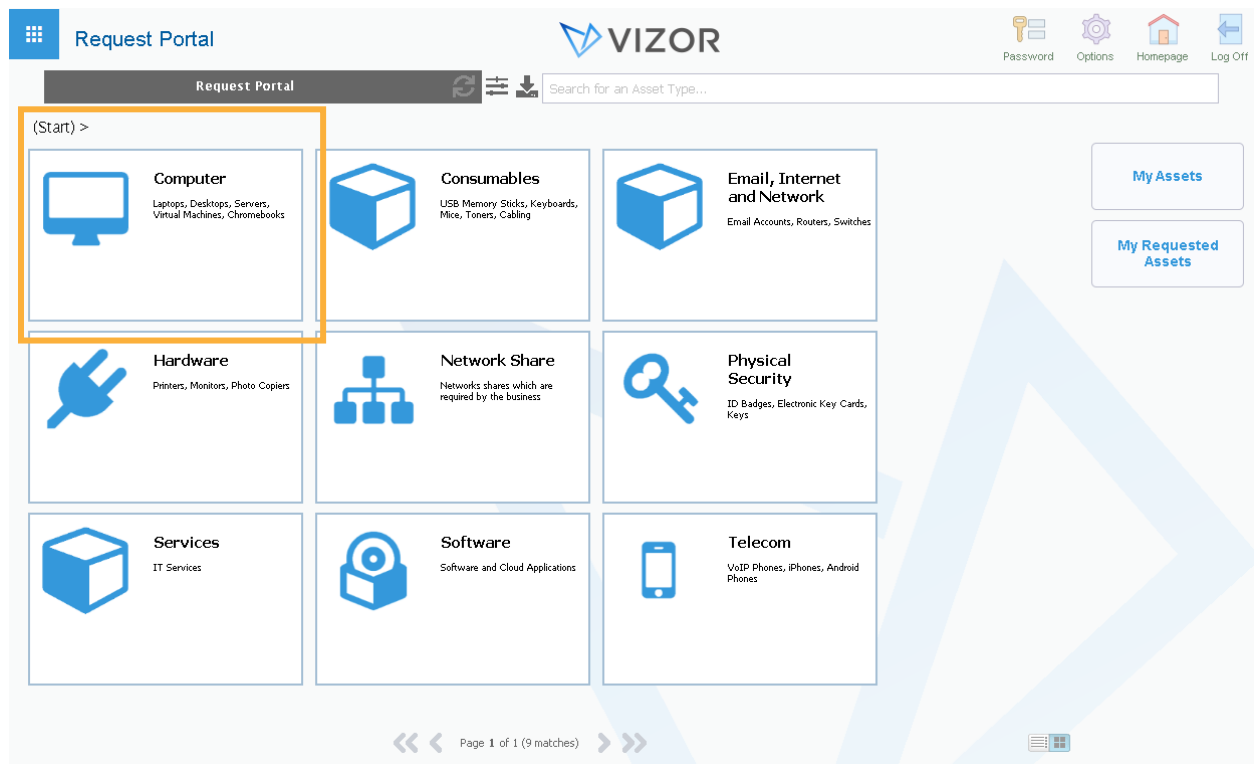 Request Portal
VIZOR
Password
Options
Homepage
Log Off
Request Portal
Search for an Asset Type...
(Start) >
Computer
Laptops, Desktops, Servers,
Virtual Machines, Chromebooks
Consumables
USB Memory Sticks, Keyboards,
Mice, Toners, Cabling
Email, Internet
and Network
Email Accounts, Routers, Switches
My Assets
My Requested
Assets
Hardware
Printers, Monitors, Photo Copiers
Network Share
Networks shares which are
required by the business
Physical
Security
ID Badges, Electronic Key Cards,
Keys
Services
IT Services
Software
Software and Cloud Applications
Telecom
VoIP Phones, iPhones, Android
Phones
Page 1 of 1 (9 matches)